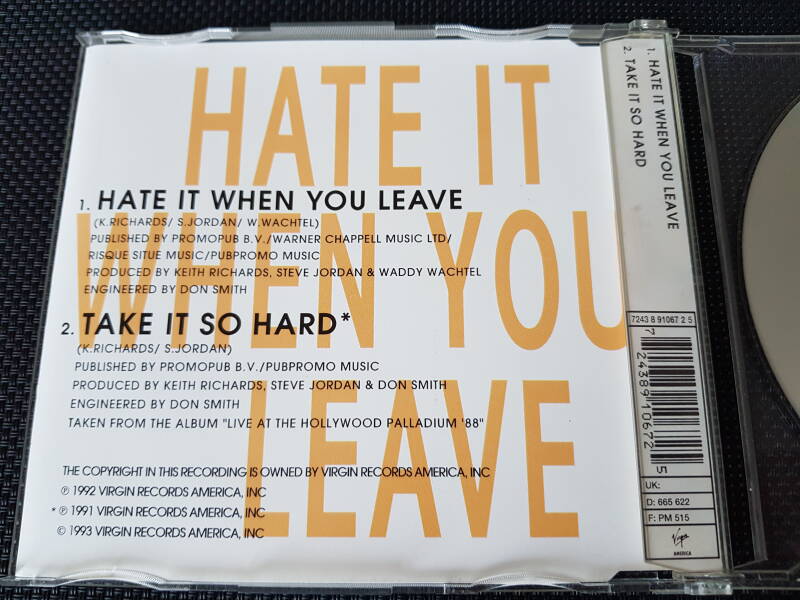 HATE IT
WHEN YOU
LEAVE
1. HATE IT WHEN YOU LEAVE
(K.RICHARDS/ S.JORDAN/ W.WACHTEL)
PUBLISHED BY PROMOPUB B.V./WARNER CHAPPELL MUSIC LTD/
RISQUE SITUE MUSIC/PUBPROMO MUSIC
PRODUCED BY KEITH RICHARDS, STEVE JORDAN & WADDY WACHTEL
ENGINEERED BY DON SMITH
2. TAKE IT SO HARD*
(K.RICHARDS/ S.JORDAN)
PUBLISHED BY PROMOPUB B.V./PUBPROMO MUSIC
PRODUCED BY KEITH RICHARDS, STEVE JORDAN & DON SMITH
ENGINEERED BY DON SMITH
TAKEN FROM THE ALBUM "LIVE AT THE HOLLYWOOD PALLADIUM '88"
THE COPYRIGHT IN THIS RECORDING IS OWNED BY VIRGIN RECORDS AMERICA, INC
℗ 1992 VIRGIN RECORDS AMERICA, INC
* ℗ 1991 VIRGIN RECORDS AMERICA, INC
© 1993 VIRGIN RECORDS AMERICA, INC
1. HATE IT WHEN YOU LEAVE
2. TAKE IT SO HARD
7243 8 91067 2 5
7 24389 10672 5
UK:
D: 665 622
F: PM 515
Virgin
AMERICA